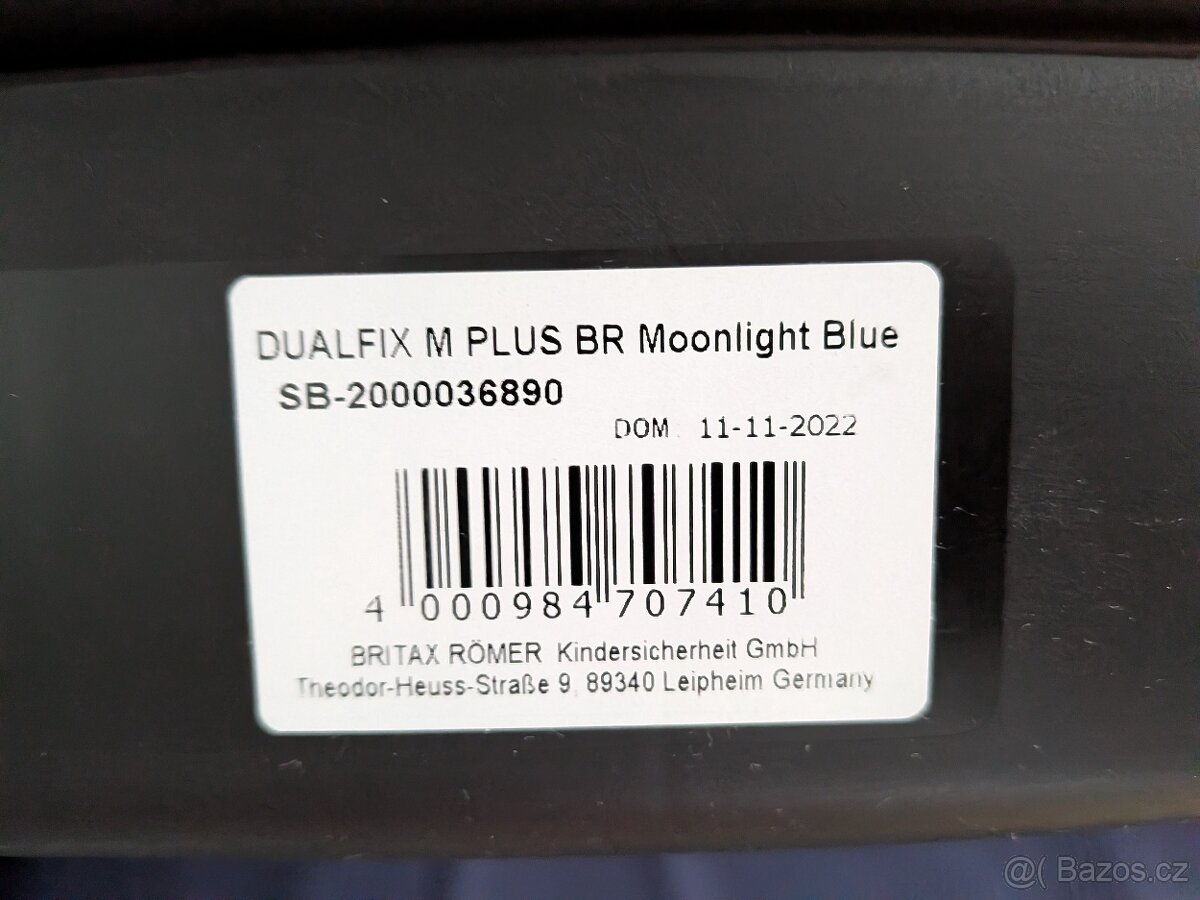 DUALFIX M PLUS BR Moonlight Blue
SB-2000036890
DOM 11-11-2022
4 000984 707410
BRITAX RÖMER Kindersicherheit GmbH
Theodor-Heuss-Straße 9, 89340 Leipheim Germany
@( Bazos.cz